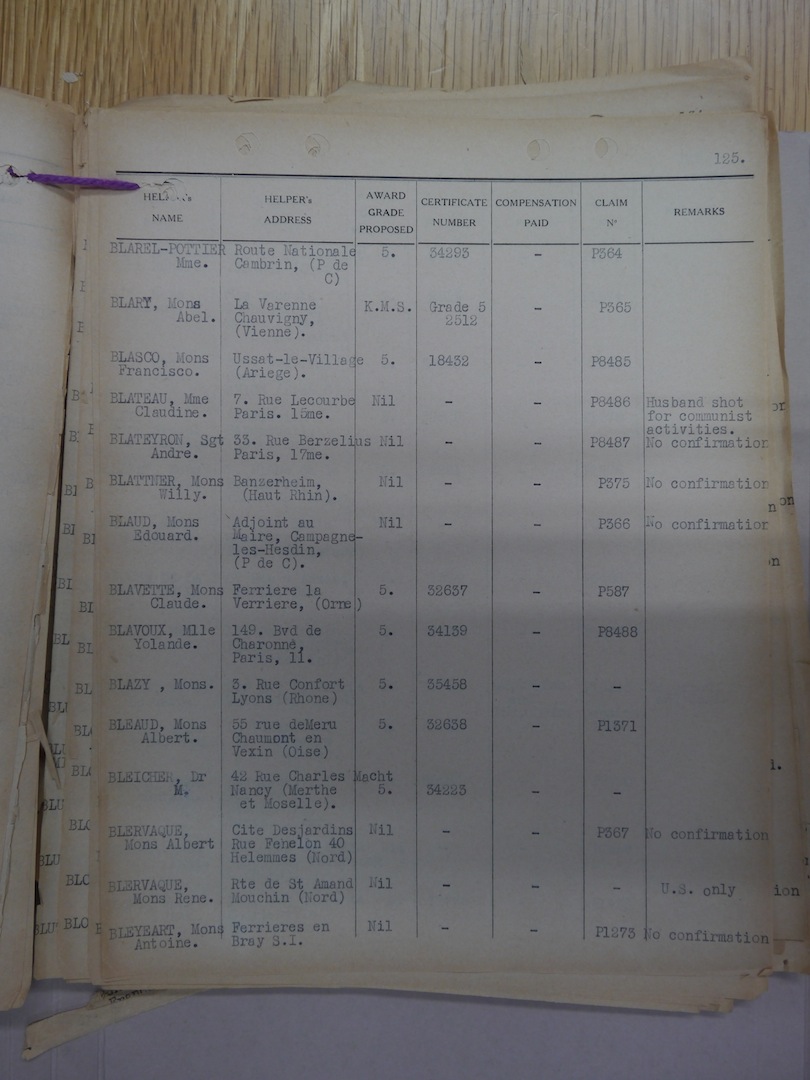 125.
HELPER's NAME HELPER's ADDRESS AWARD GRADE PROPOSED CERTIFICATE NUMBER COMPENSATION PAID CLAIM N° REMARKS
BLAREL-POTTIER Route Nationale 5. 34293 - P364
Mme. Cambrin, (P de
C)
BLARY, Mons La Varenne K.M.S. Grade 5 - P365
Abel. Chauvigny, 2512
(Vienne).
BLASCO, Mons Ussat-le-Village 5. 18432 - P8485
Francisco. (Ariege).
BLATEAU, Mme 7. Rue Lecourbe Nil - - P8486 Husband shot
Claudine. Paris. 15me. for communist
activities.
BLATEYRON, Sgt 33. Rue Berzelius Nil - - P8487 No confirmation
Andre. Paris, 17me.
BLATTNER, Mons Banzerheim, Nil - - P375 No confirmation
Willy. (Haut Rhin).
BLAUD, Mons Adjoint au Nil - - P366 No confirmation
Edouard. Maire, Campagne-
les-Hesdin,
(P de C).
BLAVETTE, Mons Ferriere la 5. 32637 - P587
Claude. Verriere, (Orne)
BLAVOUX, Mlle 149. Bvd de 5. 34139 - P8488
Yolande. Charonne,
Paris, 11.
BLAZY , Mons. 3. Rue Confort 5. 35458 - -
Lyons (Rhone)
BLEAUD, Mons 55 rue deMeru 5. 32638 - P1371
Albert. Chaumont en
Vexin (Oise)
BLEICHER, Dr 42 Rue Charles Macht
M. Nancy (Merthe 5. 34223 - -
et Moselle).
BLERVAQUE, Cite Desjardins Nil - - P367 No confirmation
Mons Albert Rue Fenelon 40
Helemmes (Nord)
BLERVAQUE, Rte de St Amand Nil - - - U.S. only
Mons Rene. Mouchin (Nord)
BLEYEART, Mons Ferrieres en Nil - - P1273 No confirmation
Antoine. Bray S.I.